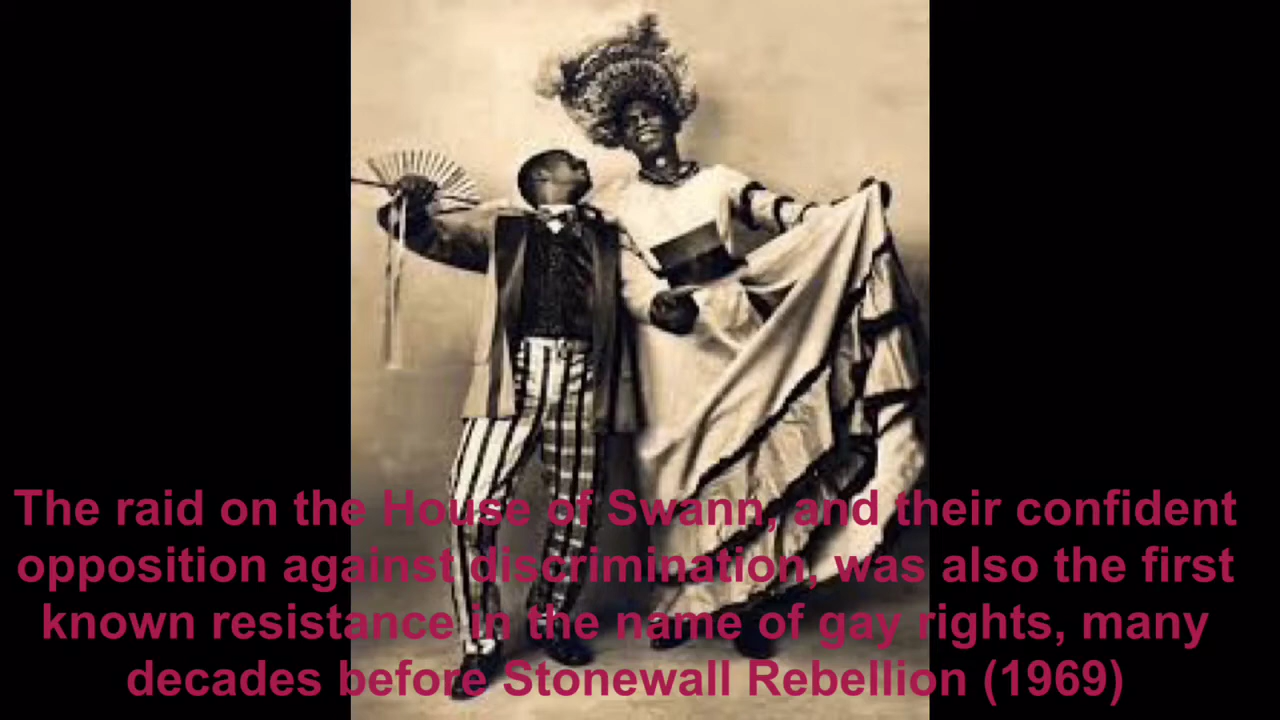 The raid on the House of Swann, and their confident
opposition against discrimination, was also the first
known resistance in the name of gay rights, many
decades before Stonewall Rebellion (1969)